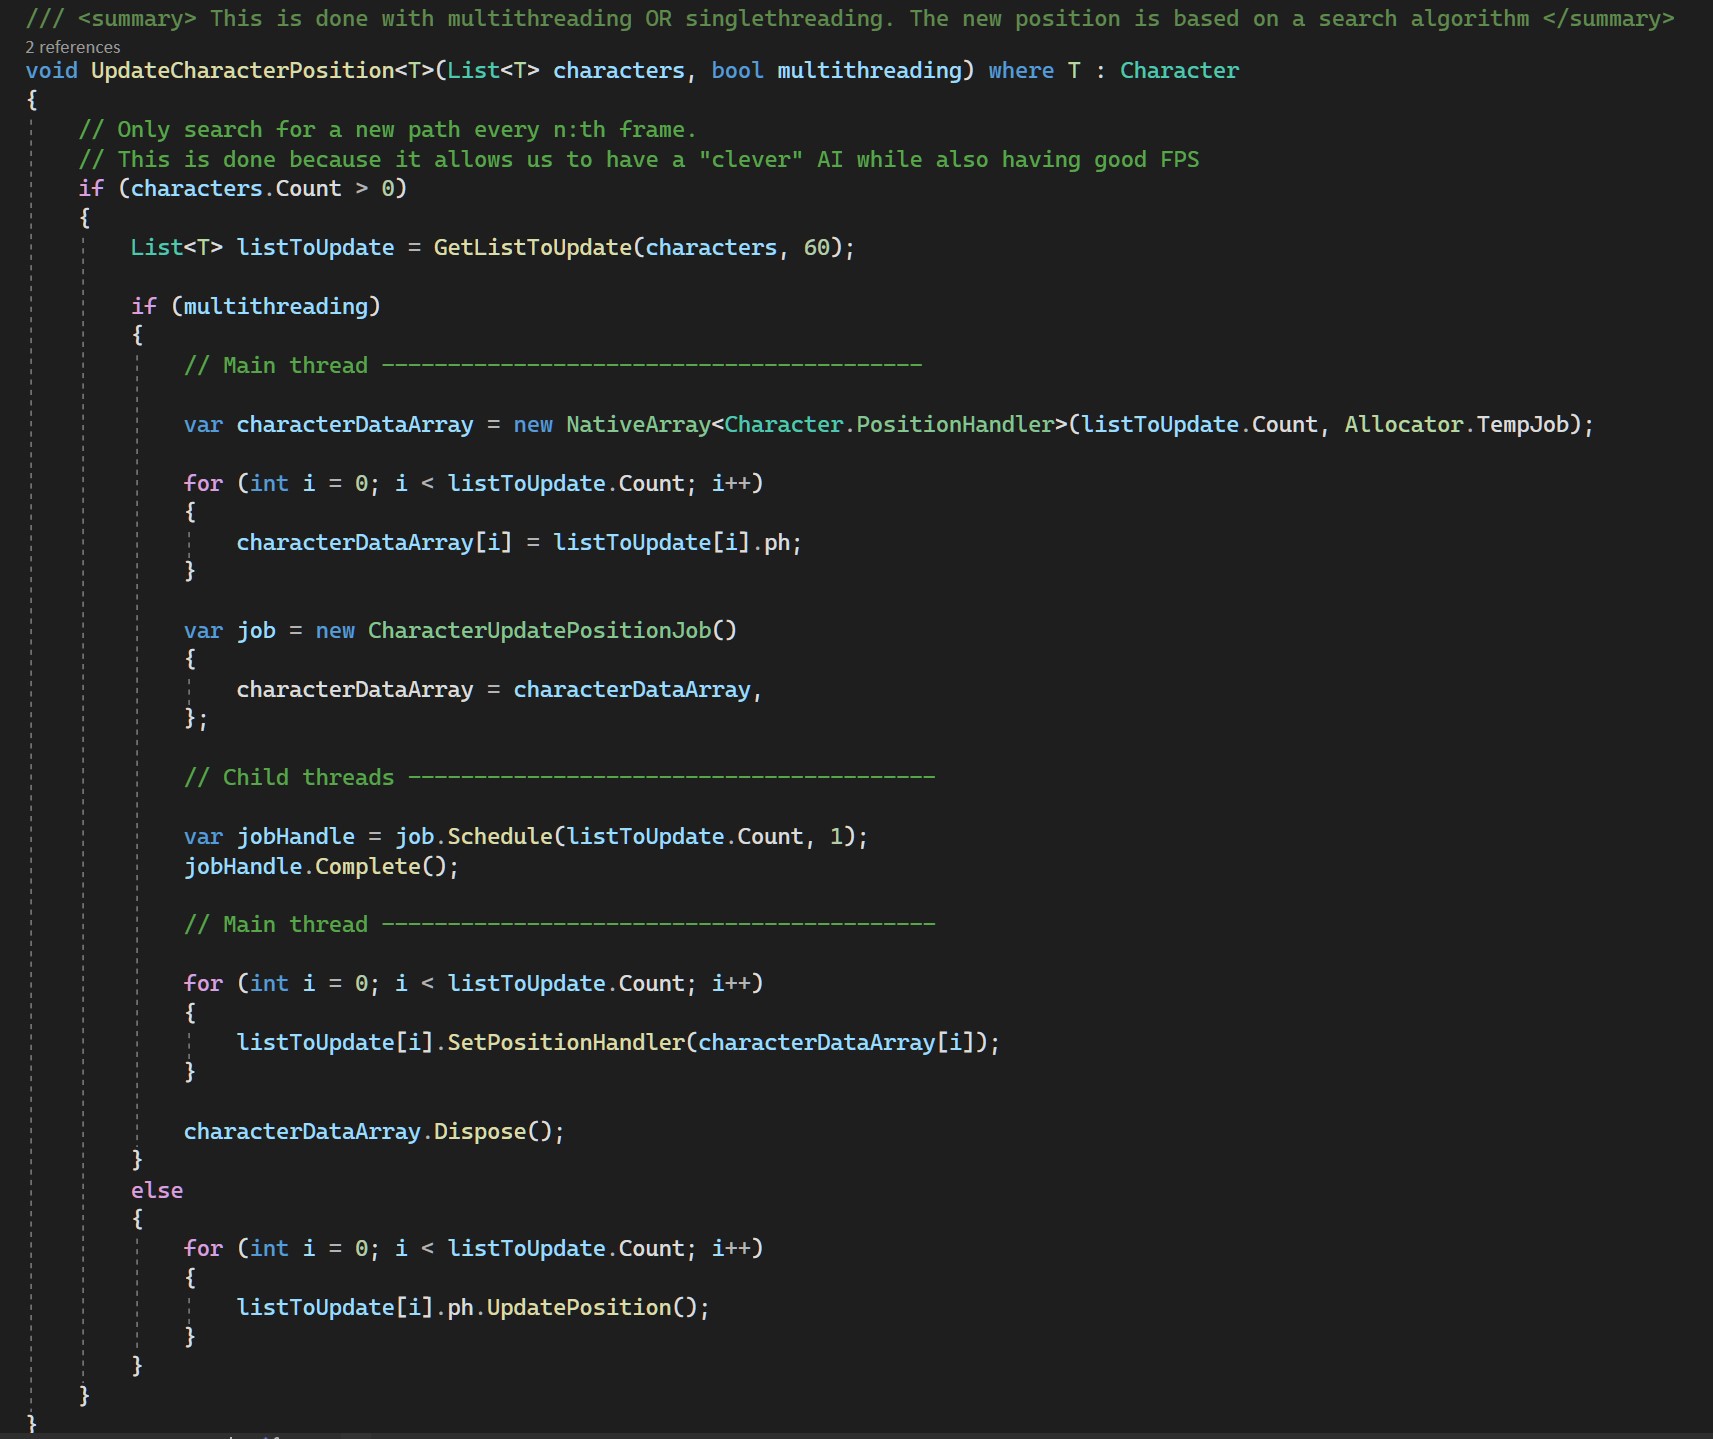 /// <summary> This is done with multithreading OR singlethreading. The new position is based on a search algorithm </summary>
2 references
void UpdateCharacterPosition<T>(List<T> characters, bool multithreading) where T : Character
{
    // Only search for a new path every n:th frame.
    // This is done because it allows us to have a "clever" AI while also having good FPS
    if (characters.Count > 0)
    {
        List<T> listToUpdate = GetListToUpdate(characters, 60);

        if (multithreading)
        {
            // Main thread -----------------------------------------

            var characterDataArray = new NativeArray<Character.PositionHandler>(listToUpdate.Count, Allocator.TempJob);

            for (int i = 0; i < listToUpdate.Count; i++)
            {
                characterDataArray[i] = listToUpdate[i].ph;
            }

            var job = new CharacterUpdatePositionJob()
            {
                characterDataArray = characterDataArray,
            };

            // Child threads ----------------------------------------

            var jobHandle = job.Schedule(listToUpdate.Count, 1);
            jobHandle.Complete();

            // Main thread ------------------------------------------

            for (int i = 0; i < listToUpdate.Count; i++)
            {
                listToUpdate[i].SetPositionHandler(characterDataArray[i]);
            }

            characterDataArray.Dispose();
        }
        else
        {
            for (int i = 0; i < listToUpdate.Count; i++)
            {
                listToUpdate[i].ph.UpdatePosition();
            }
        }
    }
}